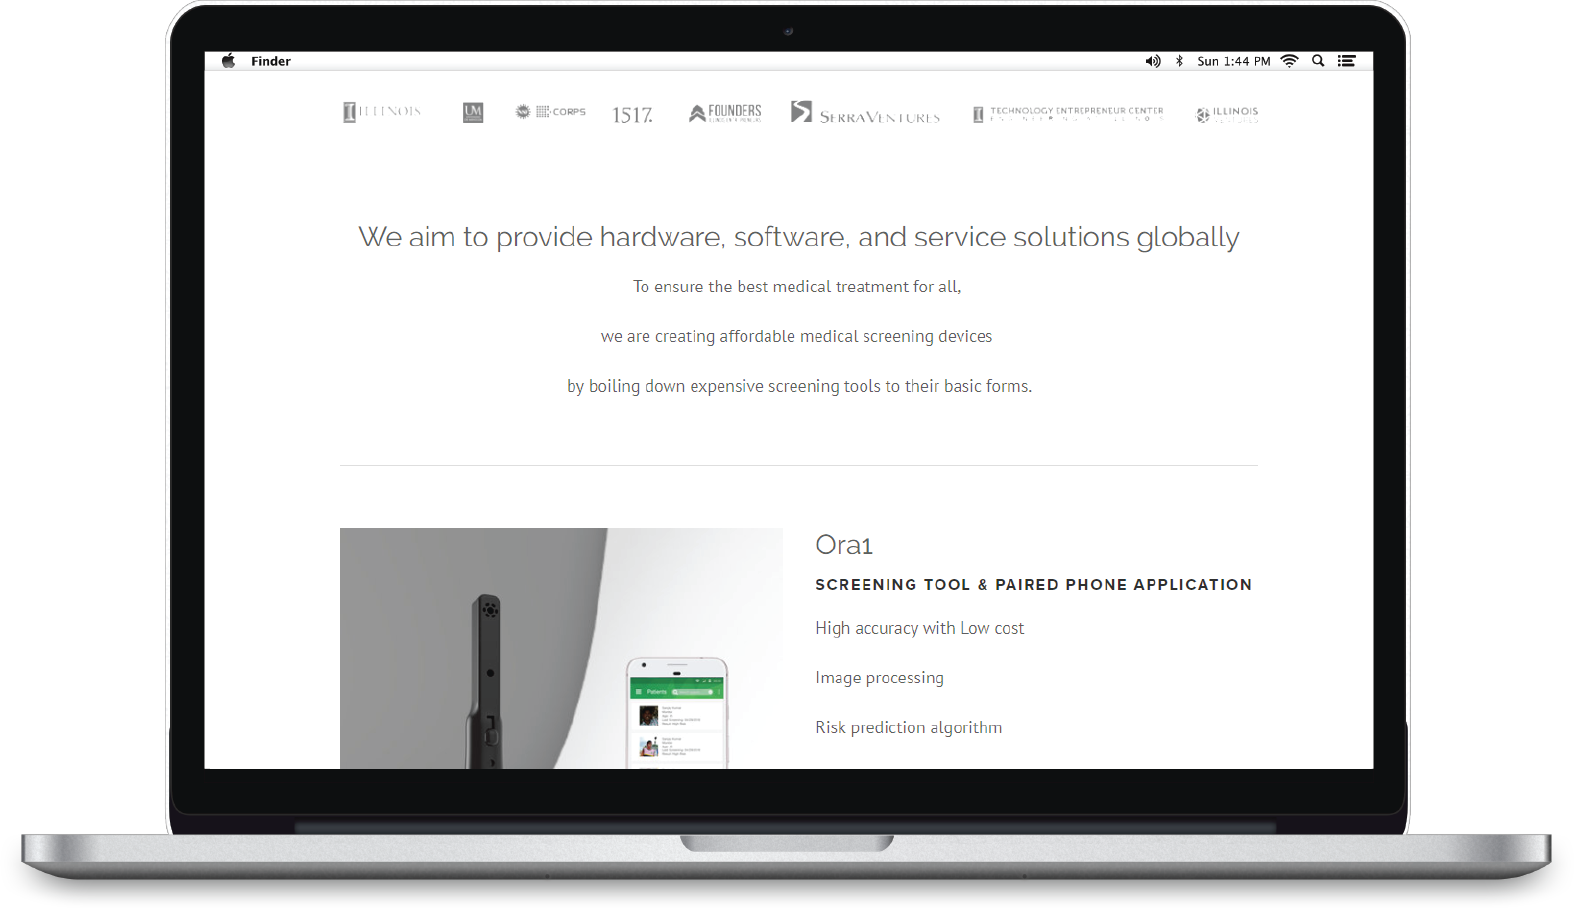 Finder
Sun 1:44 PM
ILLINOIS
UM
CORPS
1517.
FOUNDERS
SERRAVENTURES
TECHNOLOGY ENTREPRENEUR CENTER
ILLINOIS
We aim to provide hardware, software, and service solutions globally
To ensure the best medical treatment for all,
we are creating affordable medical screening devices
by boiling down expensive screening tools to their basic forms.
Ora1
SCREENING TOOL & PAIRED PHONE APPLICATION
High accuracy with Low cost
Image processing
Risk prediction algorithm
Patients